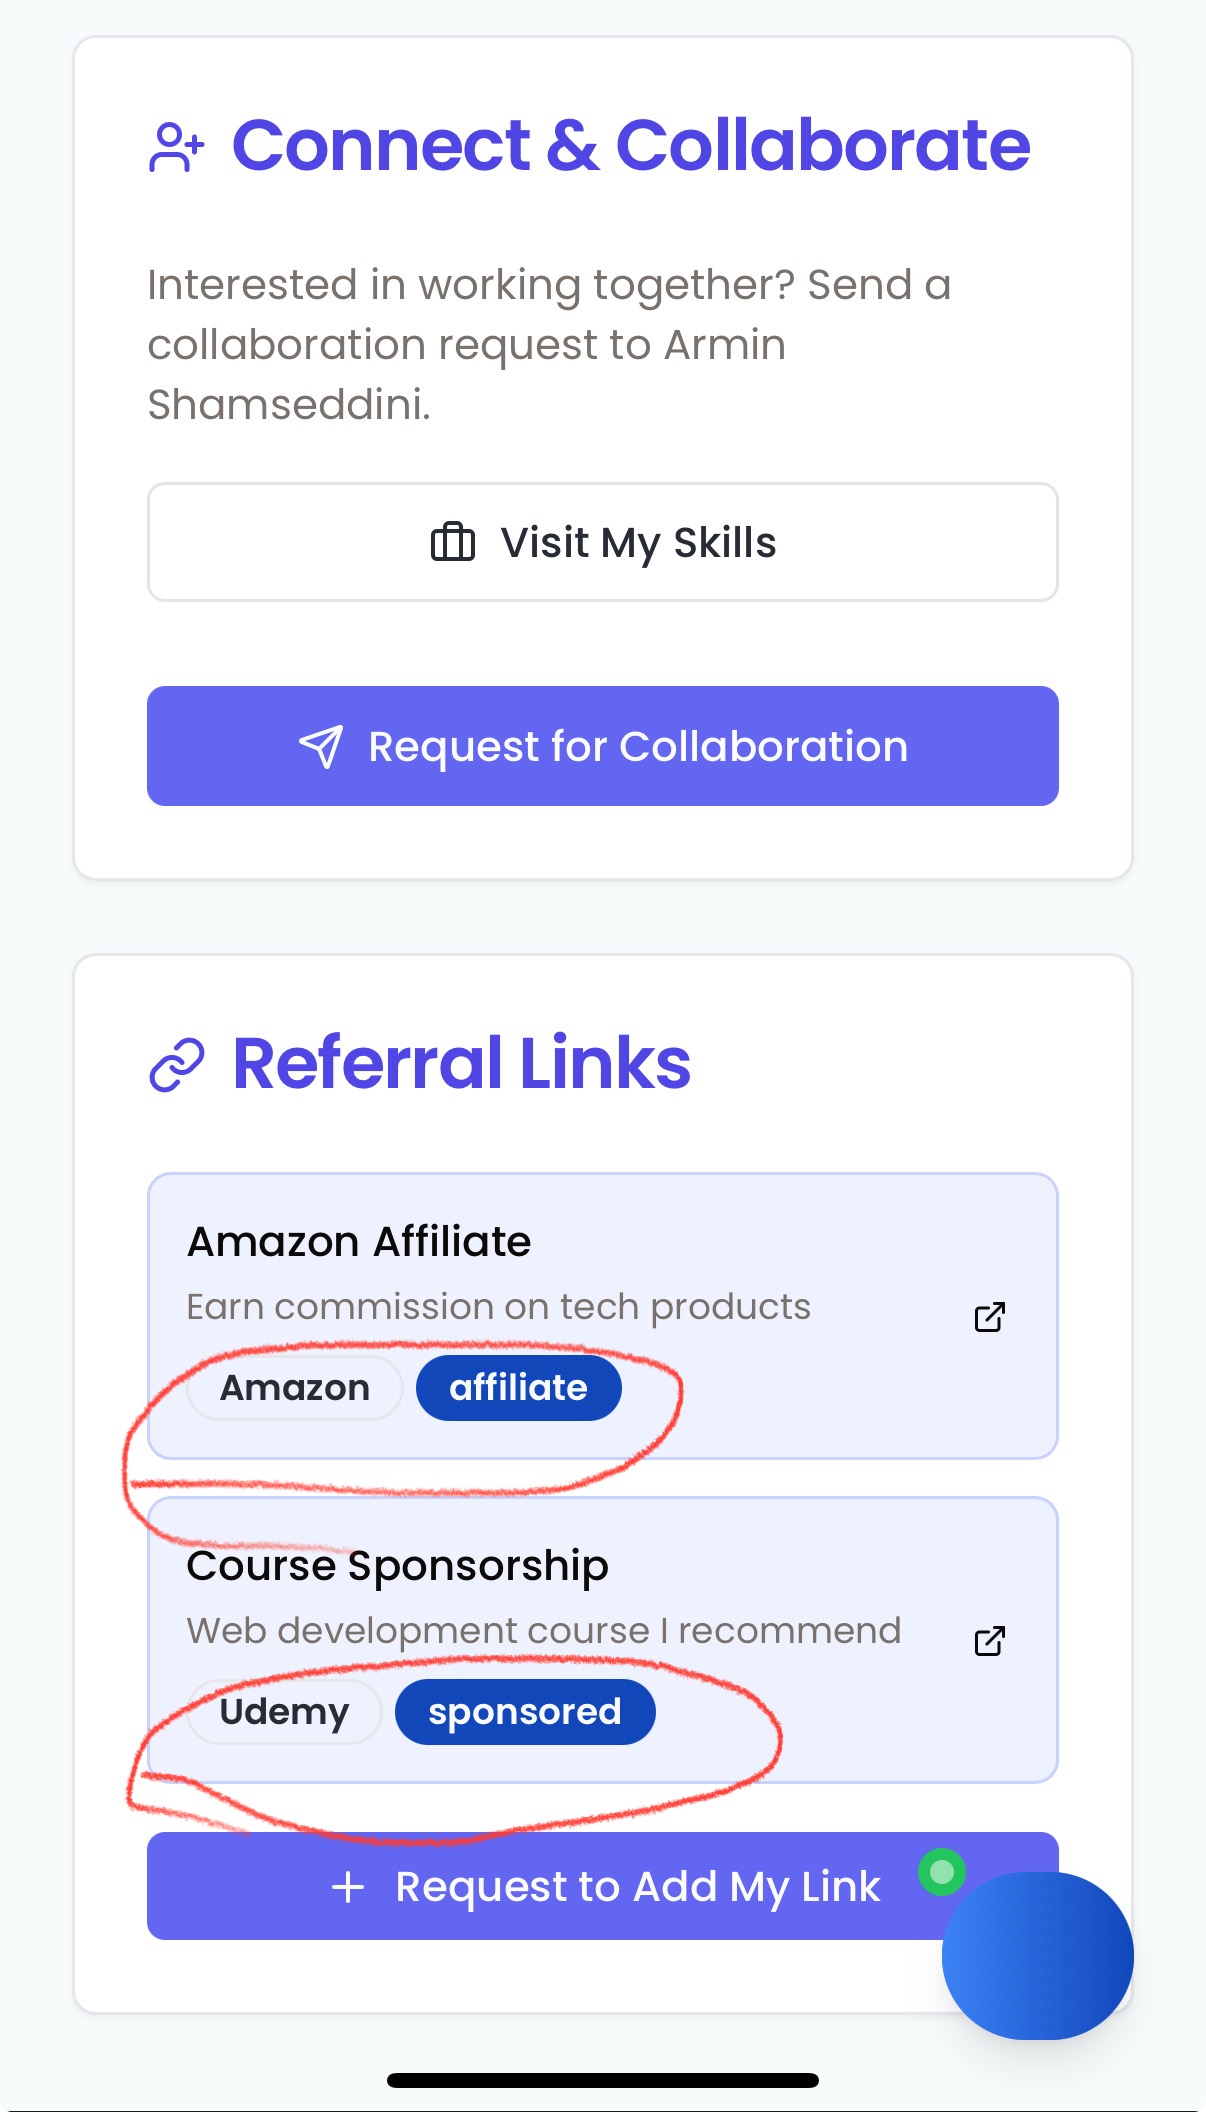 Connect & Collaborate
Interested in working together? Send a
collaboration request to Armin
Shamseddini.
Visit My Skills
Request for Collaboration
Referral Links
Amazon Affiliate
Earn commission on tech products
Amazon affiliate
Course Sponsorship
Web development course I recommend
Udemy sponsored
Request to Add My Link